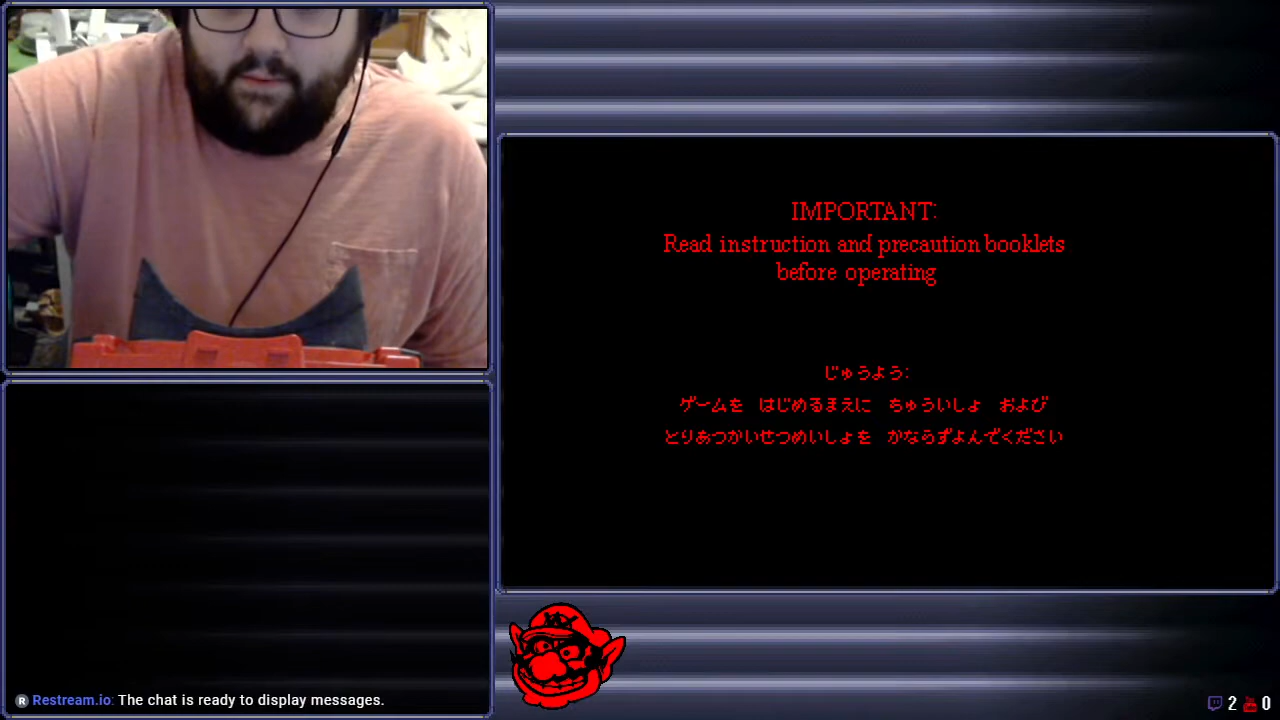 IMPORTANT:
Read instruction and precaution booklets
before operating
じゅうよう:
ゲームを はじめるまえに ちゅういしょ および
とりあつかいせつめいしょを かならずよんでください
R Restream.io: The chat is ready to display messages.
2 0